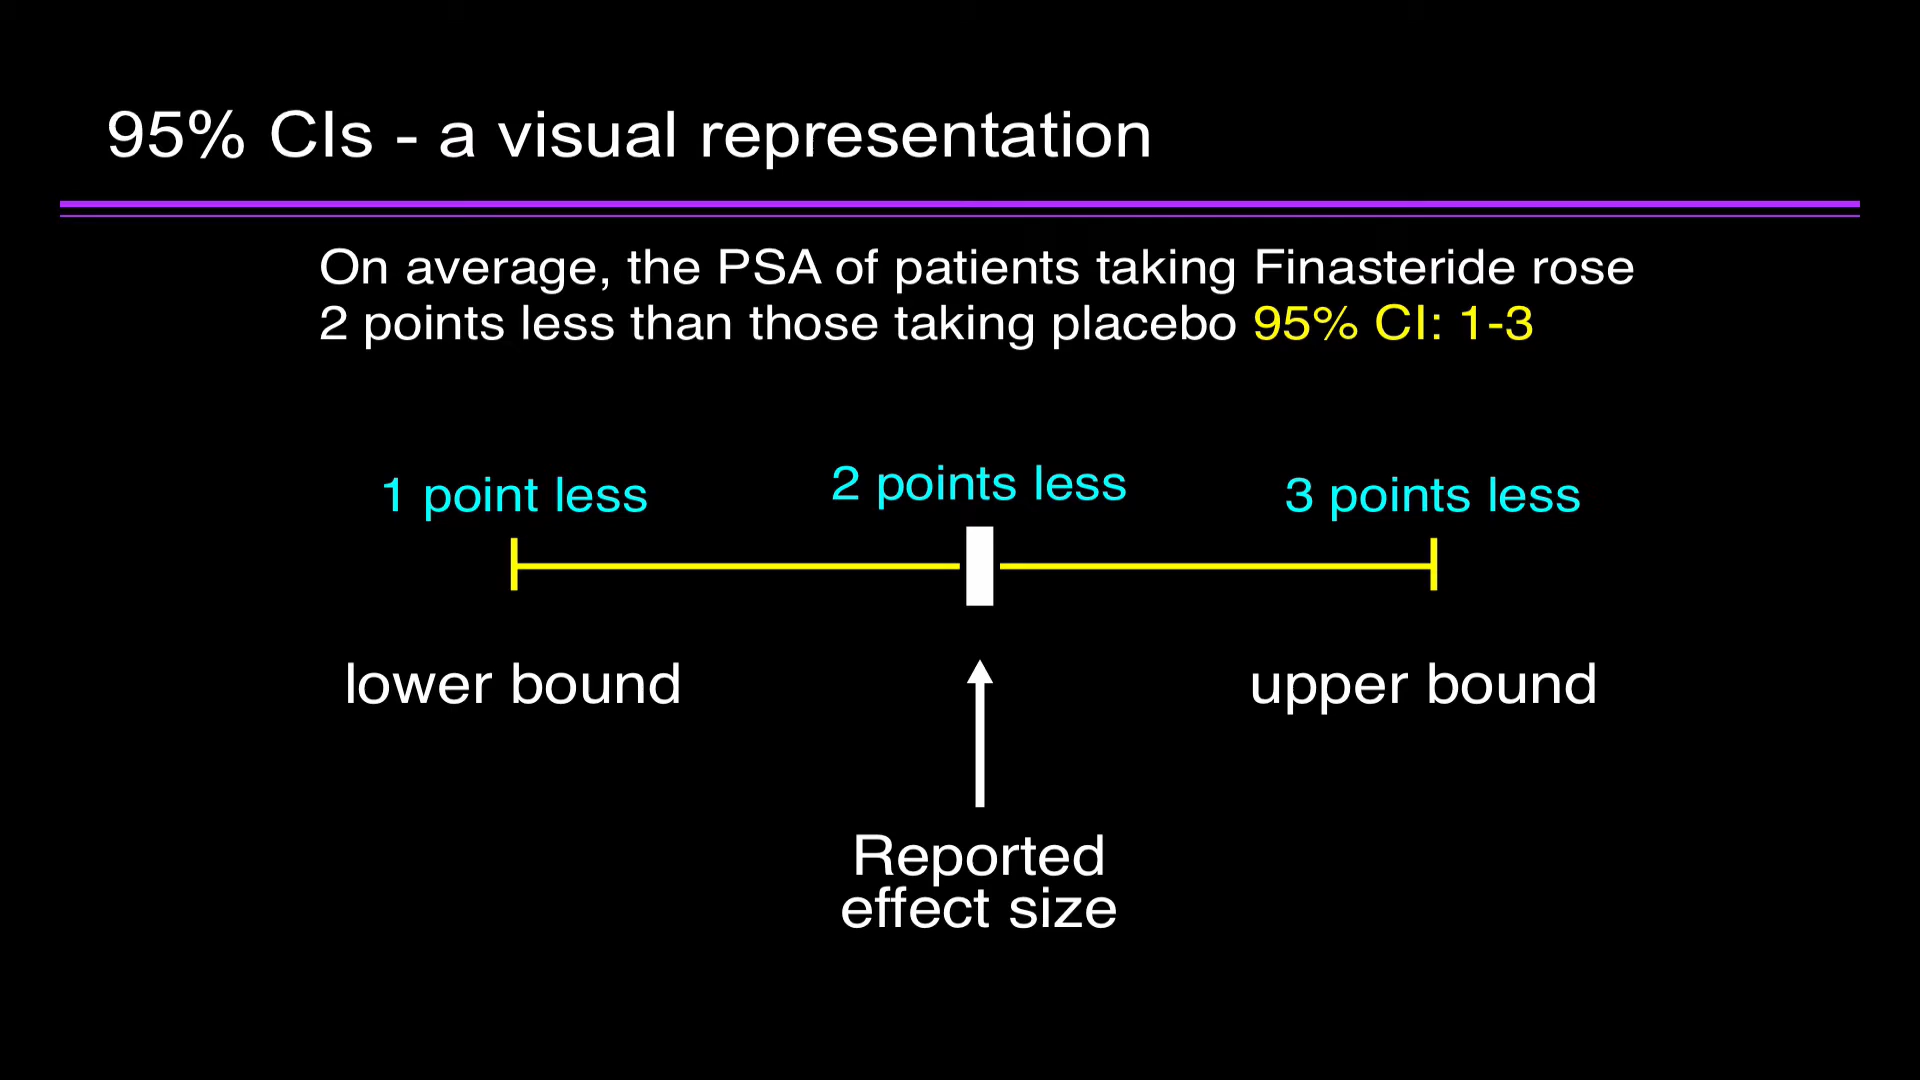 95% CIs - a visual representation
On average, the PSA of patients taking Finasteride rose
2 points less than those taking placebo 95% CI: 1-3
1 point less
2 points less
3 points less
lower bound
upper bound
Reported
effect size